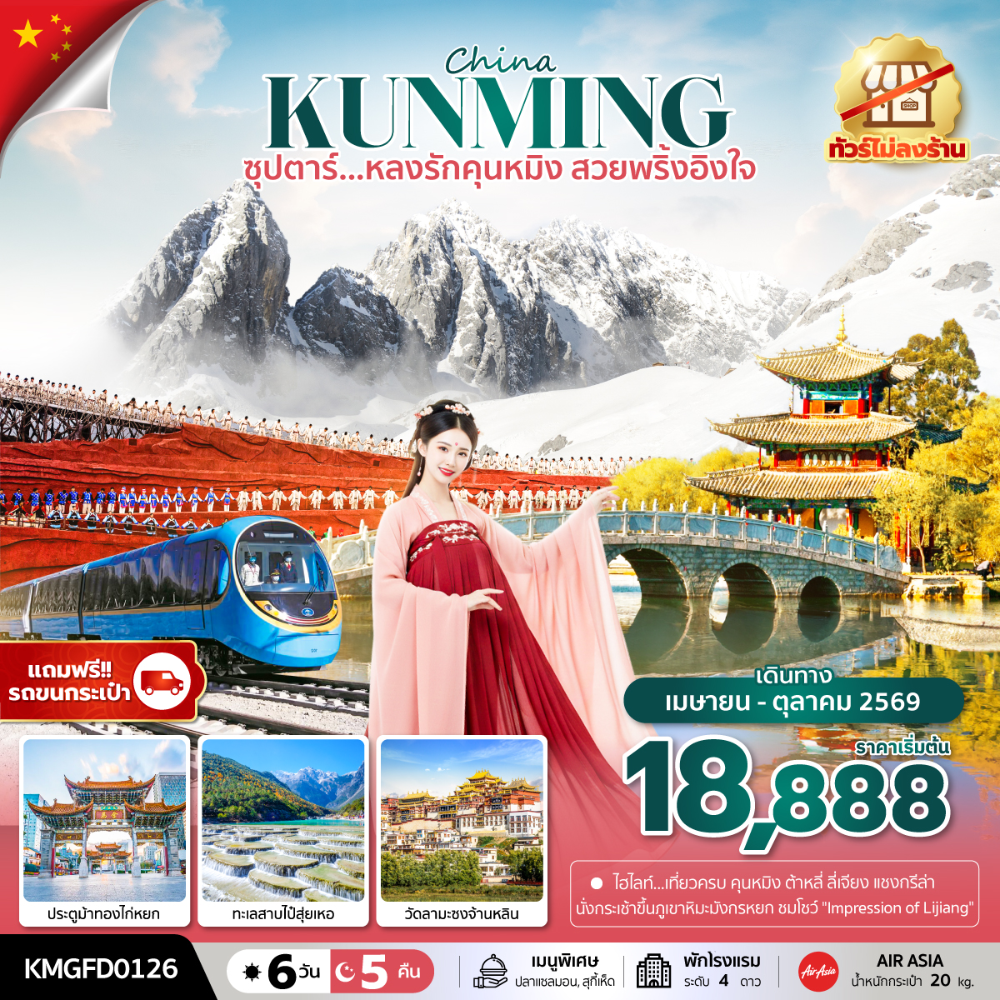 China
KUNMING
ซุปตาร์...หลงรักคุนหมิง สวยพริ้งอิงใจ
SHOP
ทัวร์ไม่ลงร้าน
แถมฟรี!!
รถขนกระเป๋า
เดินทาง
เมษายน - ตุลาคม 2569
ราคาเริ่มต้น
18,888
ประตูม้าทองไก่หยก
ทะเลสาบไป๋สุ่ยเหอ
วัดลามะซงจ้านหลิน
● ไฮไลท์...เที่ยวครบ คุนหมิง ต้าหลี่ ลี่เจียง แชงกรีล่า
นั่งกระเช้าขึ้นภูเขาหิมะมังกรหยก ชมโชว์ "Impression of Lijiang"
KMGFD0126
6 วัน 5 คืน
เมนูพิเศษ
ปลาแซลมอน, สุกี้เห็ด
พักโรงแรม
ระดับ 4 ดาว
AirAsia
AIR ASIA
น้ำหนักกระเป๋า 20 kg.